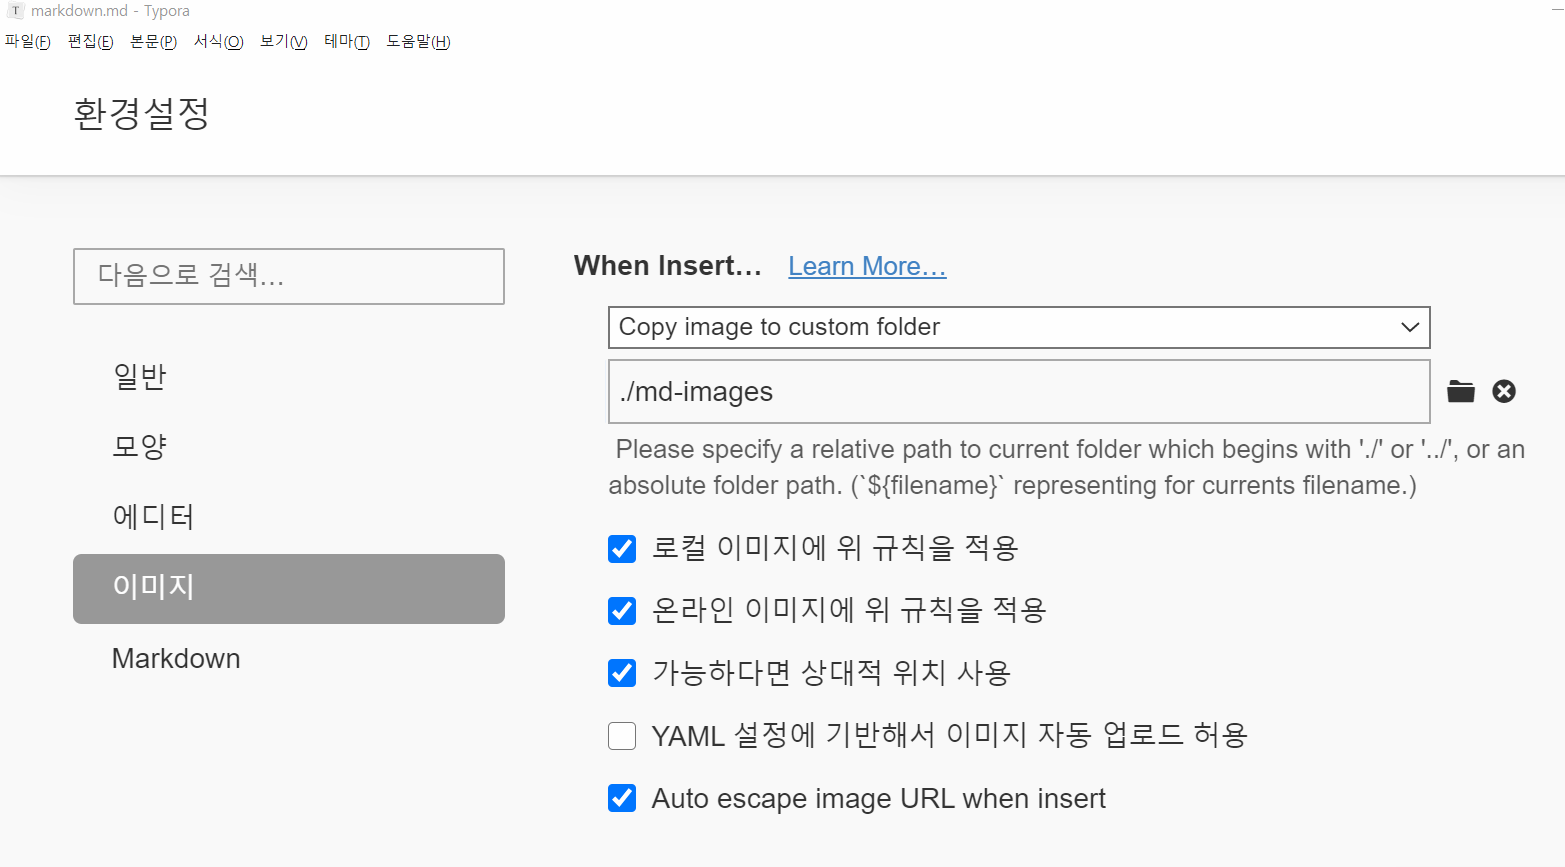 T markdown.md - Typora
파일(F) 편집(E) 본문(P) 서식(O) 보기(V) 테마(T) 도움말(H)
환경설정
다음으로 검색...
일반
모양
에디터
이미지
Markdown
When Insert... Learn More...
Copy image to custom folder
./md-images
Please specify a relative path to current folder which begins with './' or '../', or an
absolute folder path. (`${filename}` representing for currents filename.)
로컬 이미지에 위 규칙을 적용
온라인 이미지에 위 규칙을 적용
가능하다면 상대적 위치 사용
YAML 설정에 기반해서 이미지 자동 업로드 허용
Auto escape image URL when insert